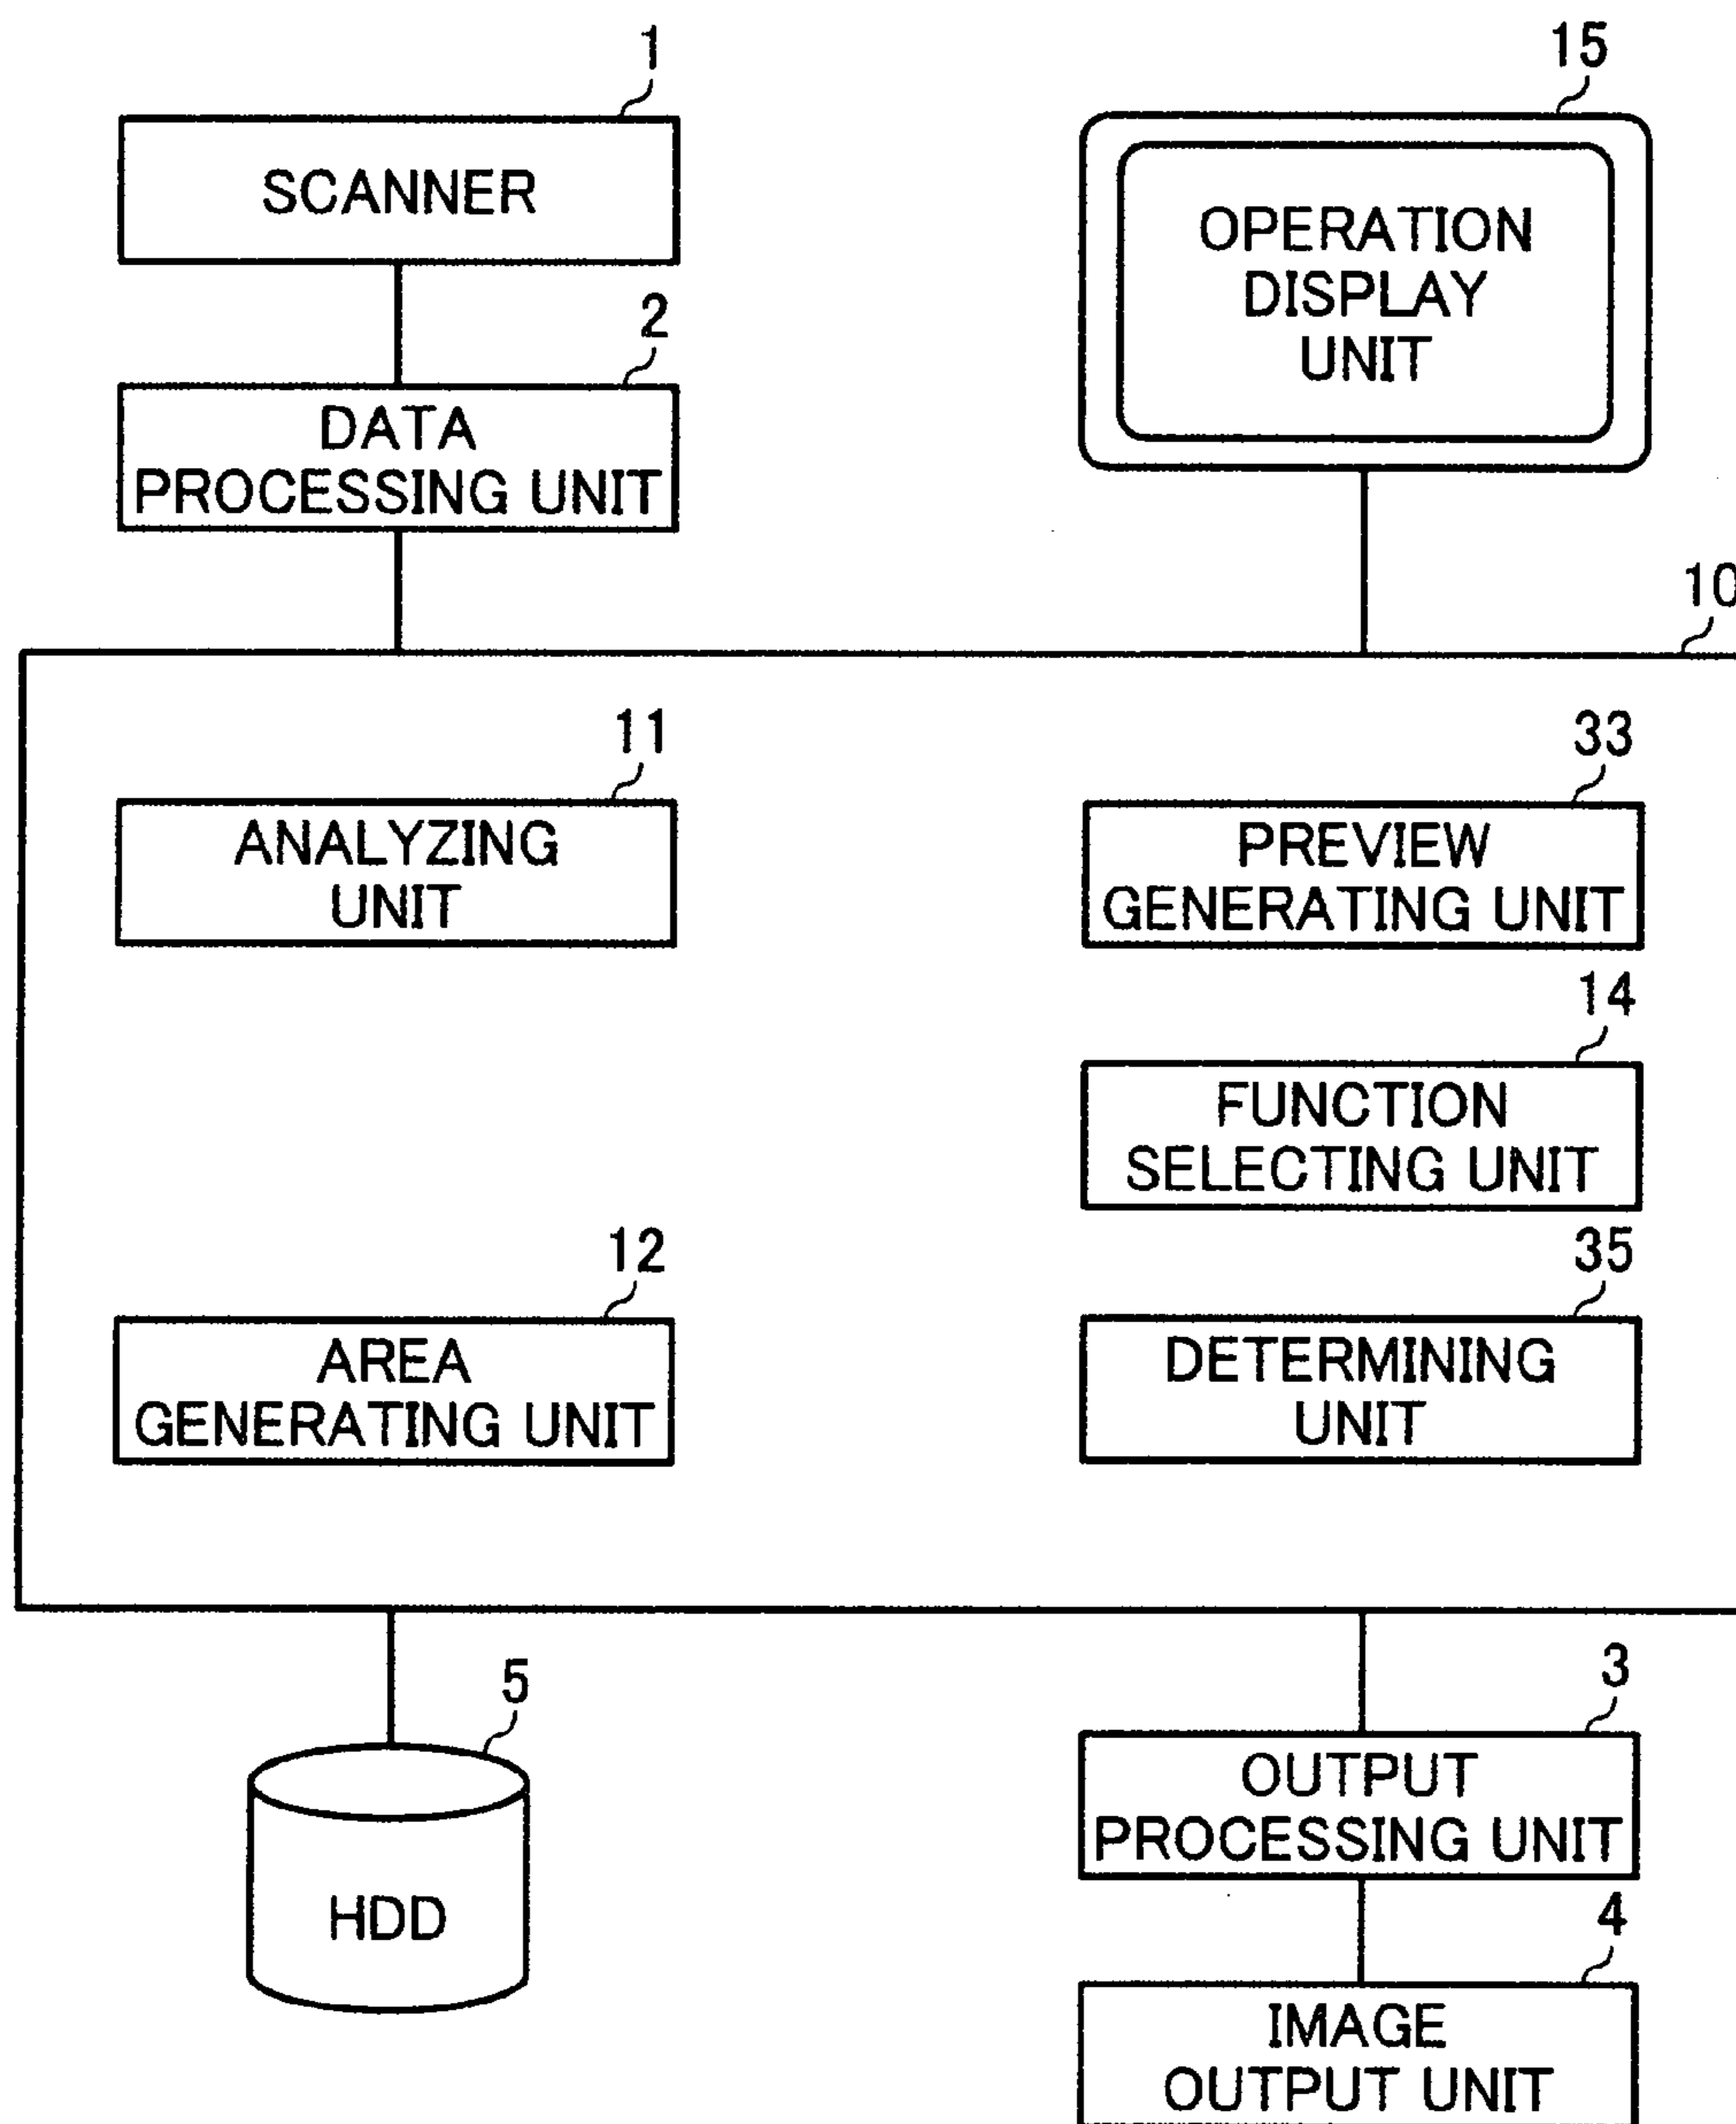 1
SCANNER
15
OPERATION
DISPLAY
UNIT
2
DATA
PROCESSING UNIT
10
11
ANALYZING
UNIT
33
PREVIEW
GENERATING UNIT
14
FUNCTION
SELECTING UNIT
12
AREA
GENERATING UNIT
35
DETERMINING
UNIT
5
HDD
3
OUTPUT
PROCESSING UNIT
4
IMAGE
OUTPUT UNIT